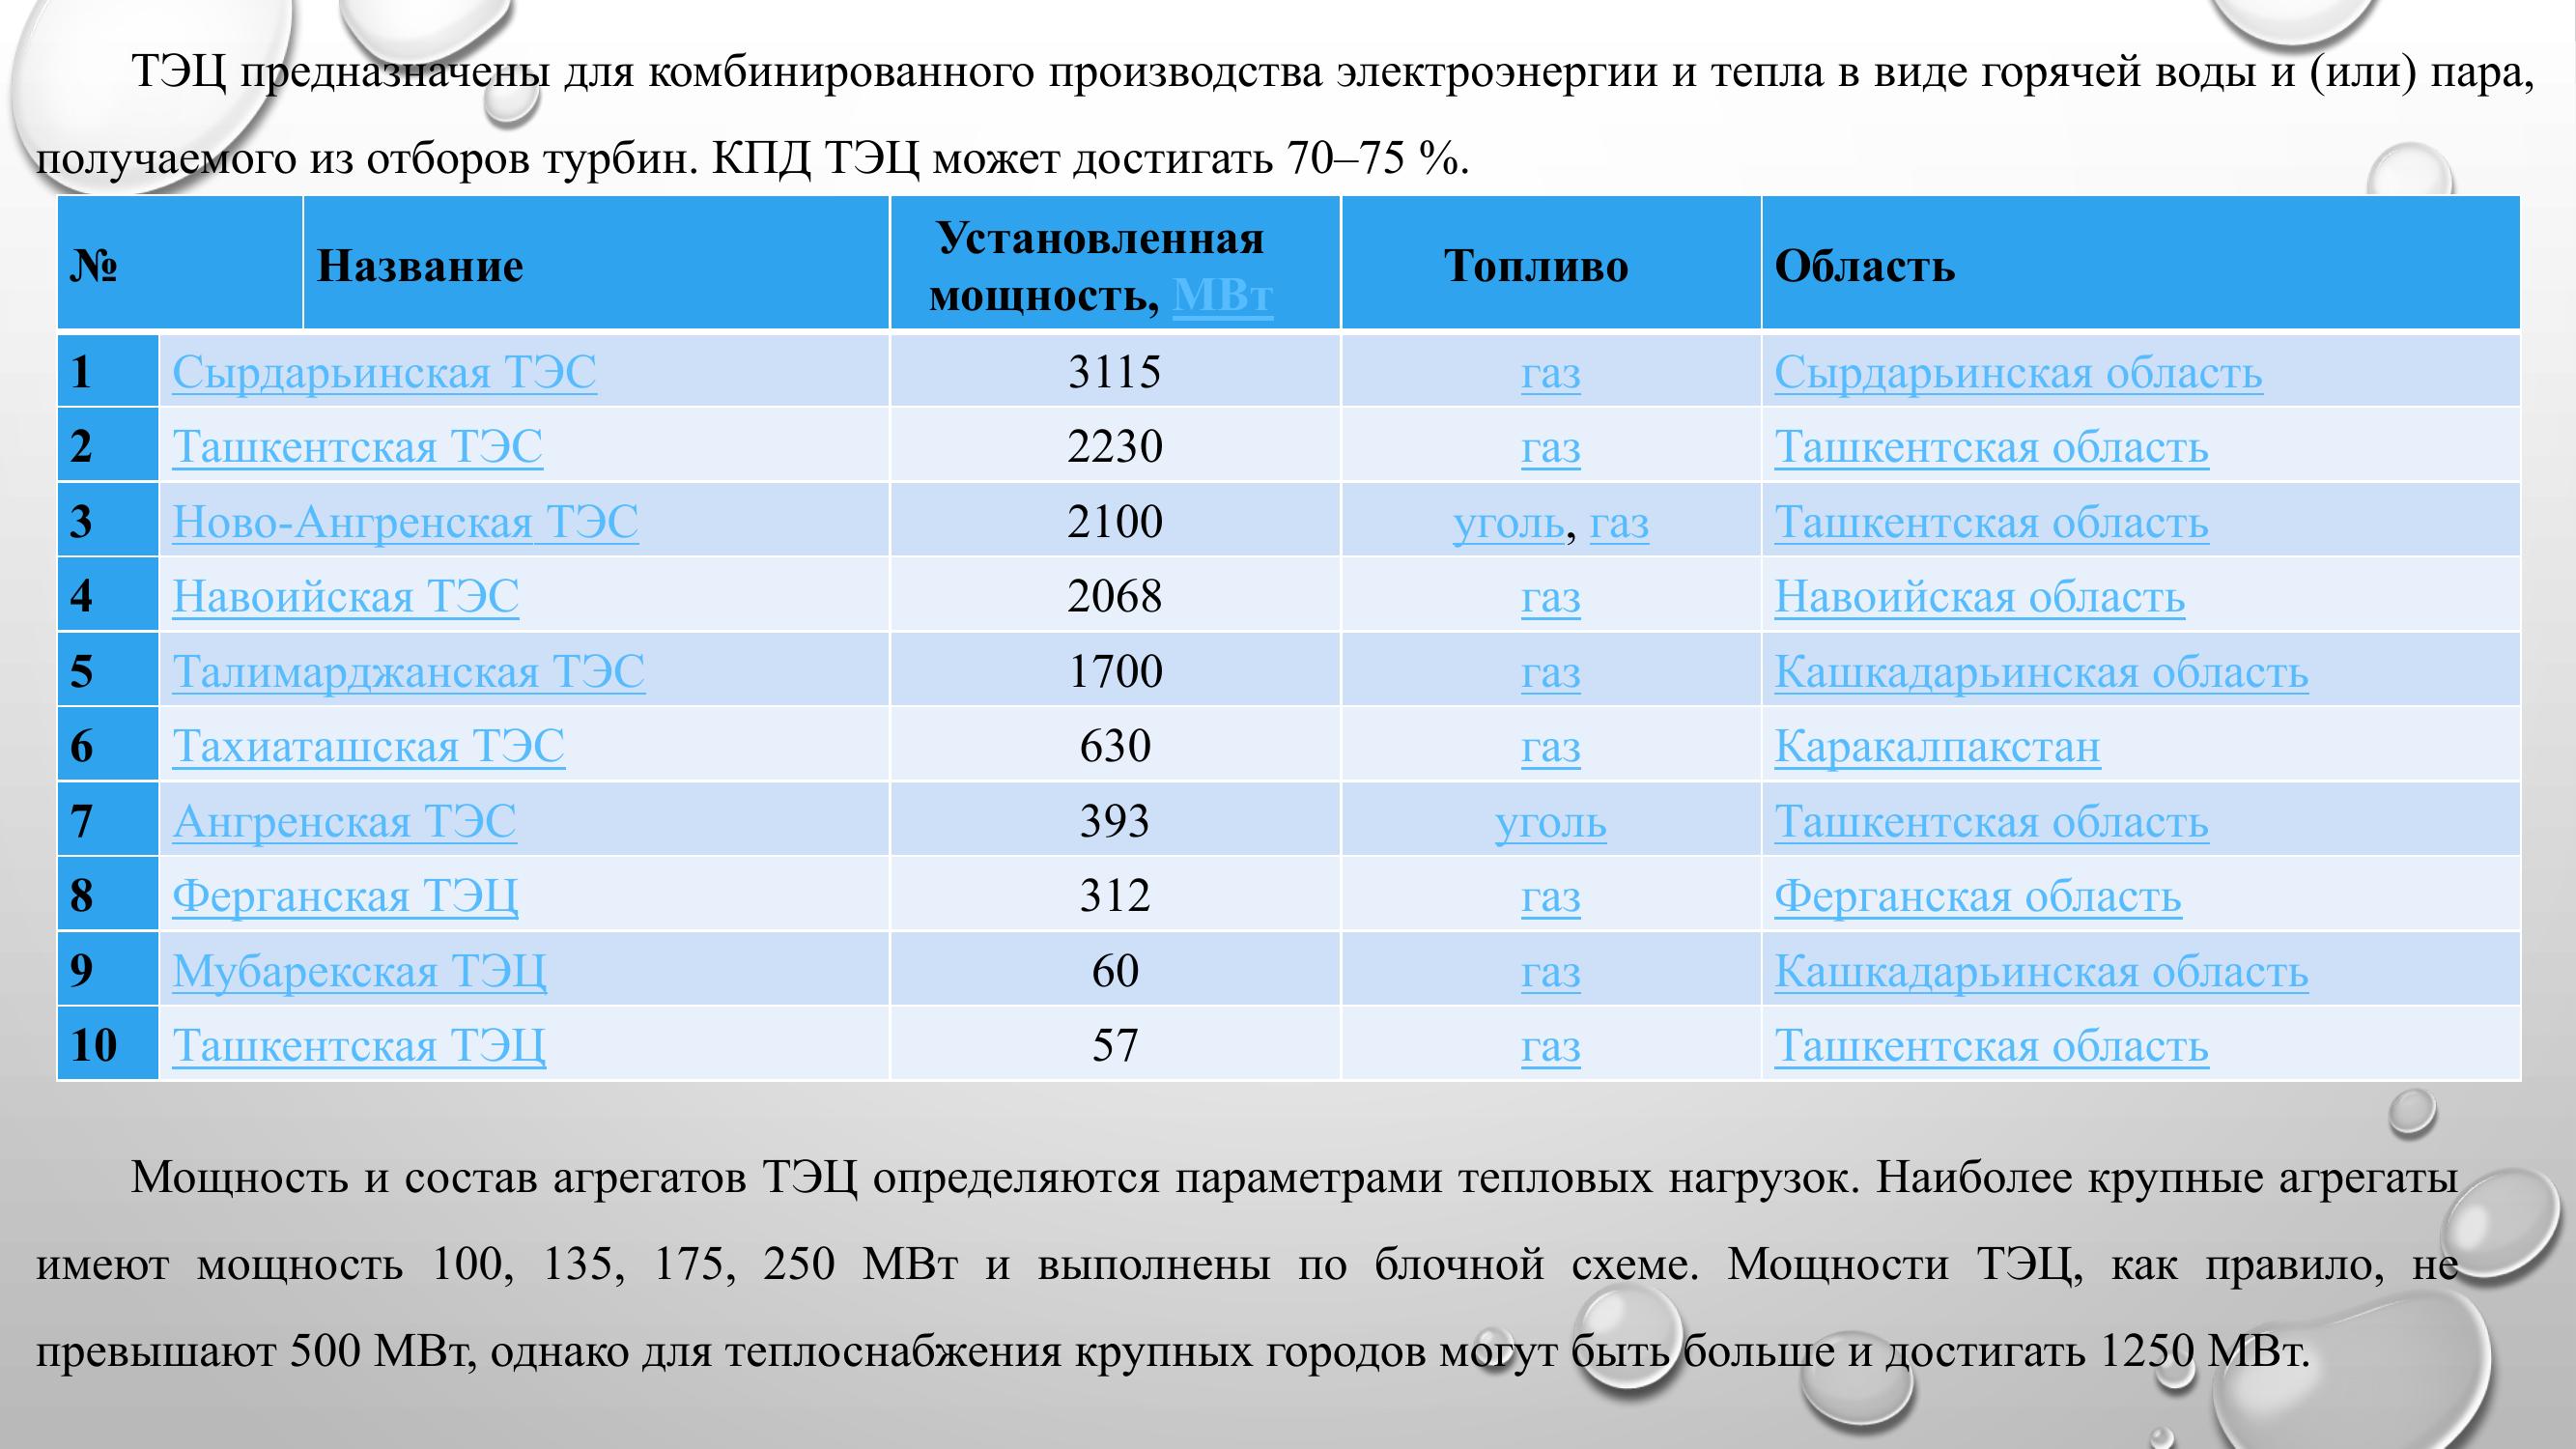 ТЭЦ предназначены для комбинированного производства электроэнергии и тепла в виде горячей воды и (или) пара,
получаемого из отборов турбин. КПД ТЭЦ может достигать 70–75 %.
№ Название Установленная мощность, МВт Топливо Область
1 Сырдарьинская ТЭС 3115 газ Сырдарьинская область
2 Ташкентская ТЭС 2230 газ Ташкентская область
3 Ново-Ангренская ТЭС 2100 уголь, газ Ташкентская область
4 Навоийская ТЭС 2068 газ Навоийская область
5 Талимарджанская ТЭС 1700 газ Кашкадарьинская область
6 Тахиаташская ТЭС 630 газ Каракалпакстан
7 Ангренская ТЭС 393 уголь Ташкентская область
8 Ферганская ТЭЦ 312 газ Ферганская область
9 Мубарекская ТЭЦ 60 газ Кашкадарьинская область
10 Ташкентская ТЭЦ 57 газ Ташкентская область
Мощность и состав агрегатов ТЭЦ определяются параметрами тепловых нагрузок. Наиболее крупные агрегаты
имеют мощность 100, 135, 175, 250 МВт и выполнены по блочной схеме. Мощности ТЭЦ, как правило, не
превышают 500 МВт, однако для теплоснабжения крупных городов могут быть больше и достигать 1250 МВт.